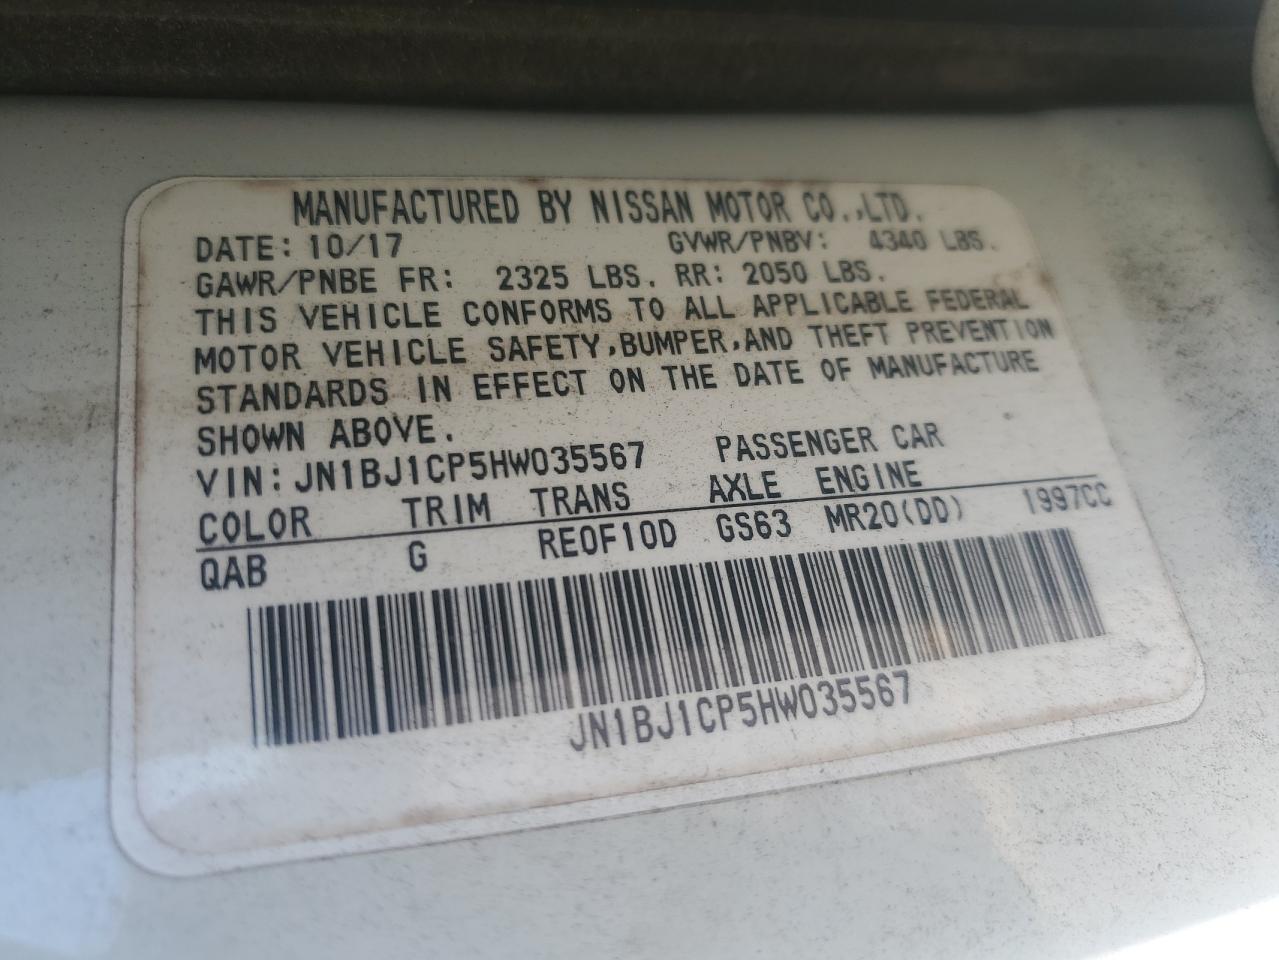 MANUFACTURED BY NISSAN MOTOR CO.,LTD.
DATE: 10/17 GVWR/PNBV: 4340 LBS.
GAWR/PNBE FR: 2325 LBS. RR: 2050 LBS.
THIS VEHICLE CONFORMS TO ALL APPLICABLE FEDERAL
MOTOR VEHICLE SAFETY,BUMPER,AND THEFT PREVENTION
STANDARDS IN EFFECT ON THE DATE OF MANUFACTURE
SHOWN ABOVE.
VIN: JN1BJ1CP5HW035567 PASSENGER CAR
COLOR TRIM TRANS AXLE ENGINE
QAB G RE0F10D GS63 MR20(DD) 1997CC
JN1BJ1CP5HW035567